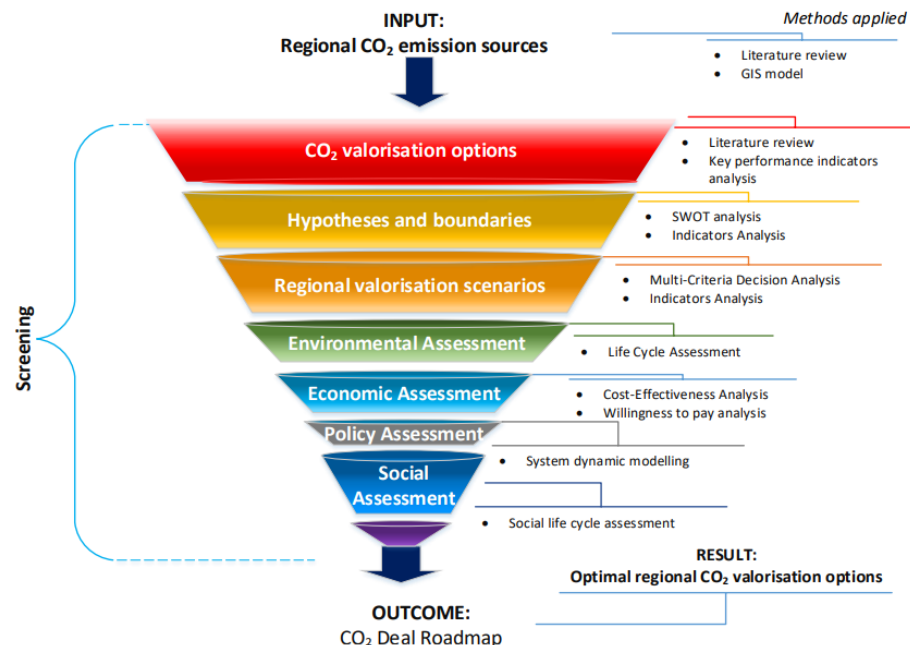 INPUT:
Regional CO₂ emission sources
Methods applied
• Literature review
• GIS model
Screening
CO₂ valorisation options
• Literature review
• Key performance indicators
analysis
Hypotheses and boundaries
• SWOT analysis
• Indicators Analysis
Regional valorisation scenarios
• Multi-Criteria Decision Analysis
• Indicators Analysis
Environmental Assessment
• Life Cycle Assessment
Economic Assessment
• Cost-Effectiveness Analysis
• Willingness to pay analysis
Policy Assessment
• System dynamic modelling
Social
Assessment
• Social life cycle assessment
RESULT:
Optimal regional CO₂ valorisation options
OUTCOME:
CO₂ Deal Roadmap